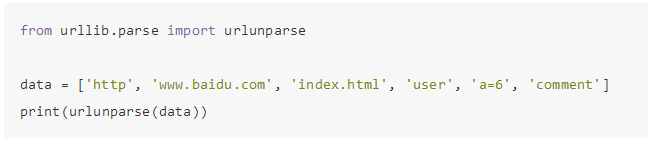 from urllib.parse import urlunparse
data = ['http', 'www.baidu.com', 'index.html', 'user', 'a=6', 'comment']
print(urlunparse(data))